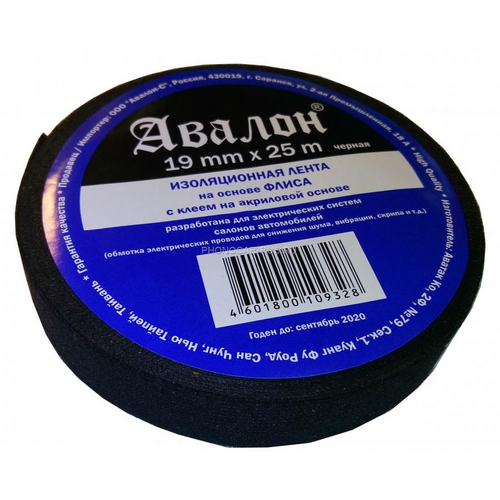 Авалон®
19 mm x 25 m черная
ИЗОЛЯЦИОННАЯ ЛЕНТА
на основе ФЛИСА
с клеем на акриловой основе
разработана для электрических систем
салонов автомобилей
(обмотка электрических проводов для снижения шума, вибрации, скрипа и т.д.)
4 601800 109328
Годен до: сентябрь 2020
* Гарантия качества * Продавец / Импортер: ООО "Авалон-С", Россия, 430019, г. Саранск, ул. 2-ая Промышленная, 18 А * High Quality * Изготовитель: Аватак Ко, 2Ф, №79, Сек.1, Куанг Фу Роуд, Сан Чунг, Нью Тайпей, Тайвань